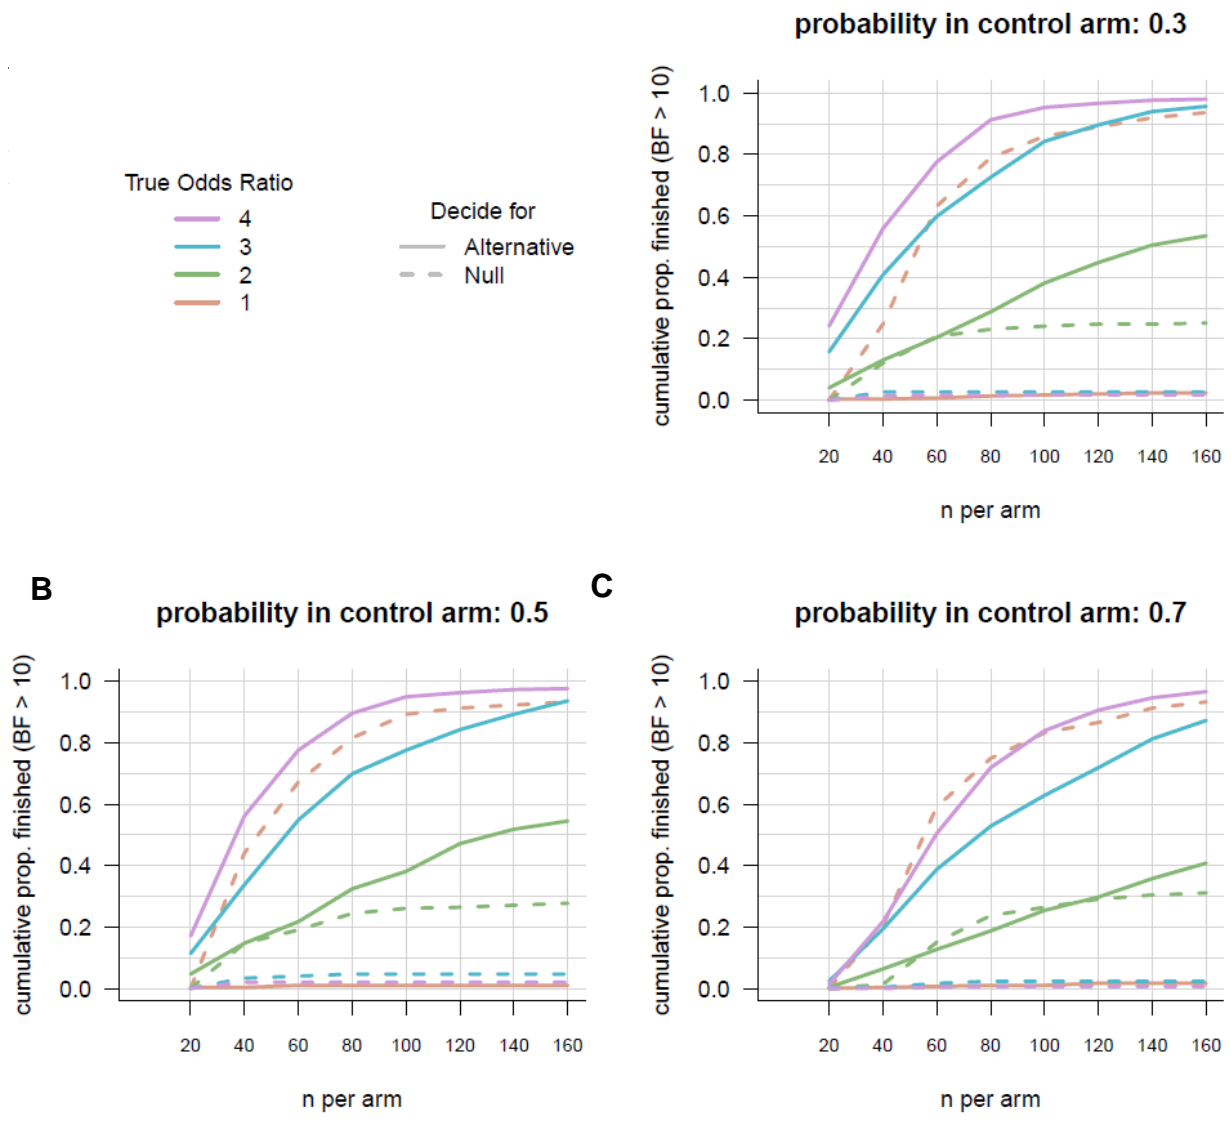 probability in control arm: 0.3
True Odds Ratio
4
3
2
1
Decide for
Alternative
Null
cumulative prop. finished (BF > 10)
1.0
0.8
0.6
0.4
0.2
0.0
20 40 60 80 100 120 140 160
n per arm
B
probability in control arm: 0.5
cumulative prop. finished (BF > 10)
1.0
0.8
0.6
0.4
0.2
0.0
20 40 60 80 100 120 140 160
n per arm
C
probability in control arm: 0.7
cumulative prop. finished (BF > 10)
1.0
0.8
0.6
0.4
0.2
0.0
20 40 60 80 100 120 140 160
n per arm